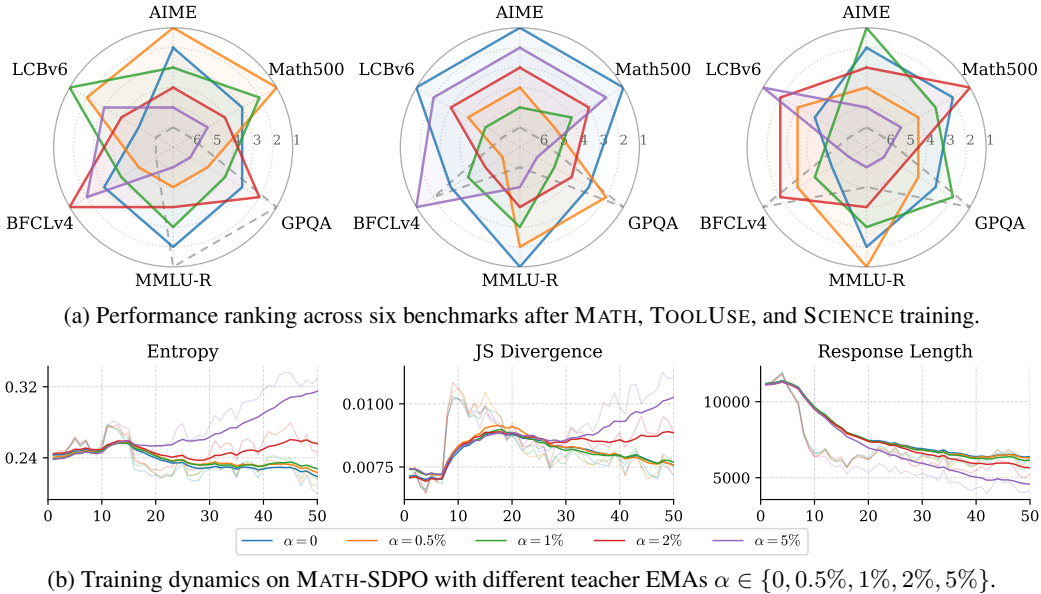 AIME AIME AIME
LCBv6 Math500 LCBv6 Math500 LCBv6 Math500
6 5 4 3 2 1 6 5 4 3 2 1 6 5 4 3 2 1
BFCLv4 GPQA BFCLv4 GPQA BFCLv4 GPQA
MMLU-R MMLU-R MMLU-R
(a) Performance ranking across six benchmarks after MATH, TOOLUSE, and SCIENCE training.
Entropy JS Divergence Response Length
0.32 0.0100 10000
0.24 0.0075 5000
0 10 20 30 40 50 0 10 20 30 40 50 0 10 20 30 40 50
α = 0 α = 0.5% α = 1% α = 2% α = 5%
(b) Training dynamics on MATH-SDPO with different teacher EMAs α ∈ {0, 0.5%, 1%, 2%, 5%}.